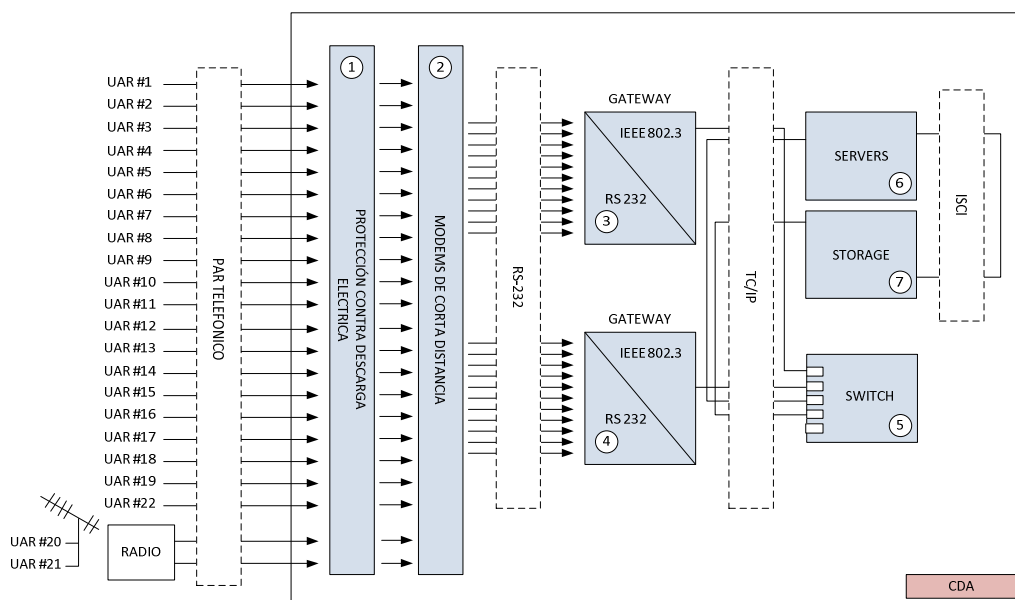 UAR #1
UAR #2
UAR #3
UAR #4
UAR #5
UAR #6
UAR #7
UAR #8
UAR #9
UAR #10
UAR #11
UAR #12
UAR #13
UAR #14
UAR #15
UAR #16
UAR #17
UAR #18
UAR #19
UAR #22
UAR #20
UAR #21
RADIO
PAR TELEFONICO
1
PROTECCIÓN CONTRA DESCARGA
ELECTRICA
2
MODEMS DE CORTA DISTANCIA
RS-232
GATEWAY
IEEE 802.3
RS 232
3
GATEWAY
IEEE 802.3
RS 232
4
TC/IP
SERVERS
6
STORAGE
7
SWITCH
5
ISCI
CDA